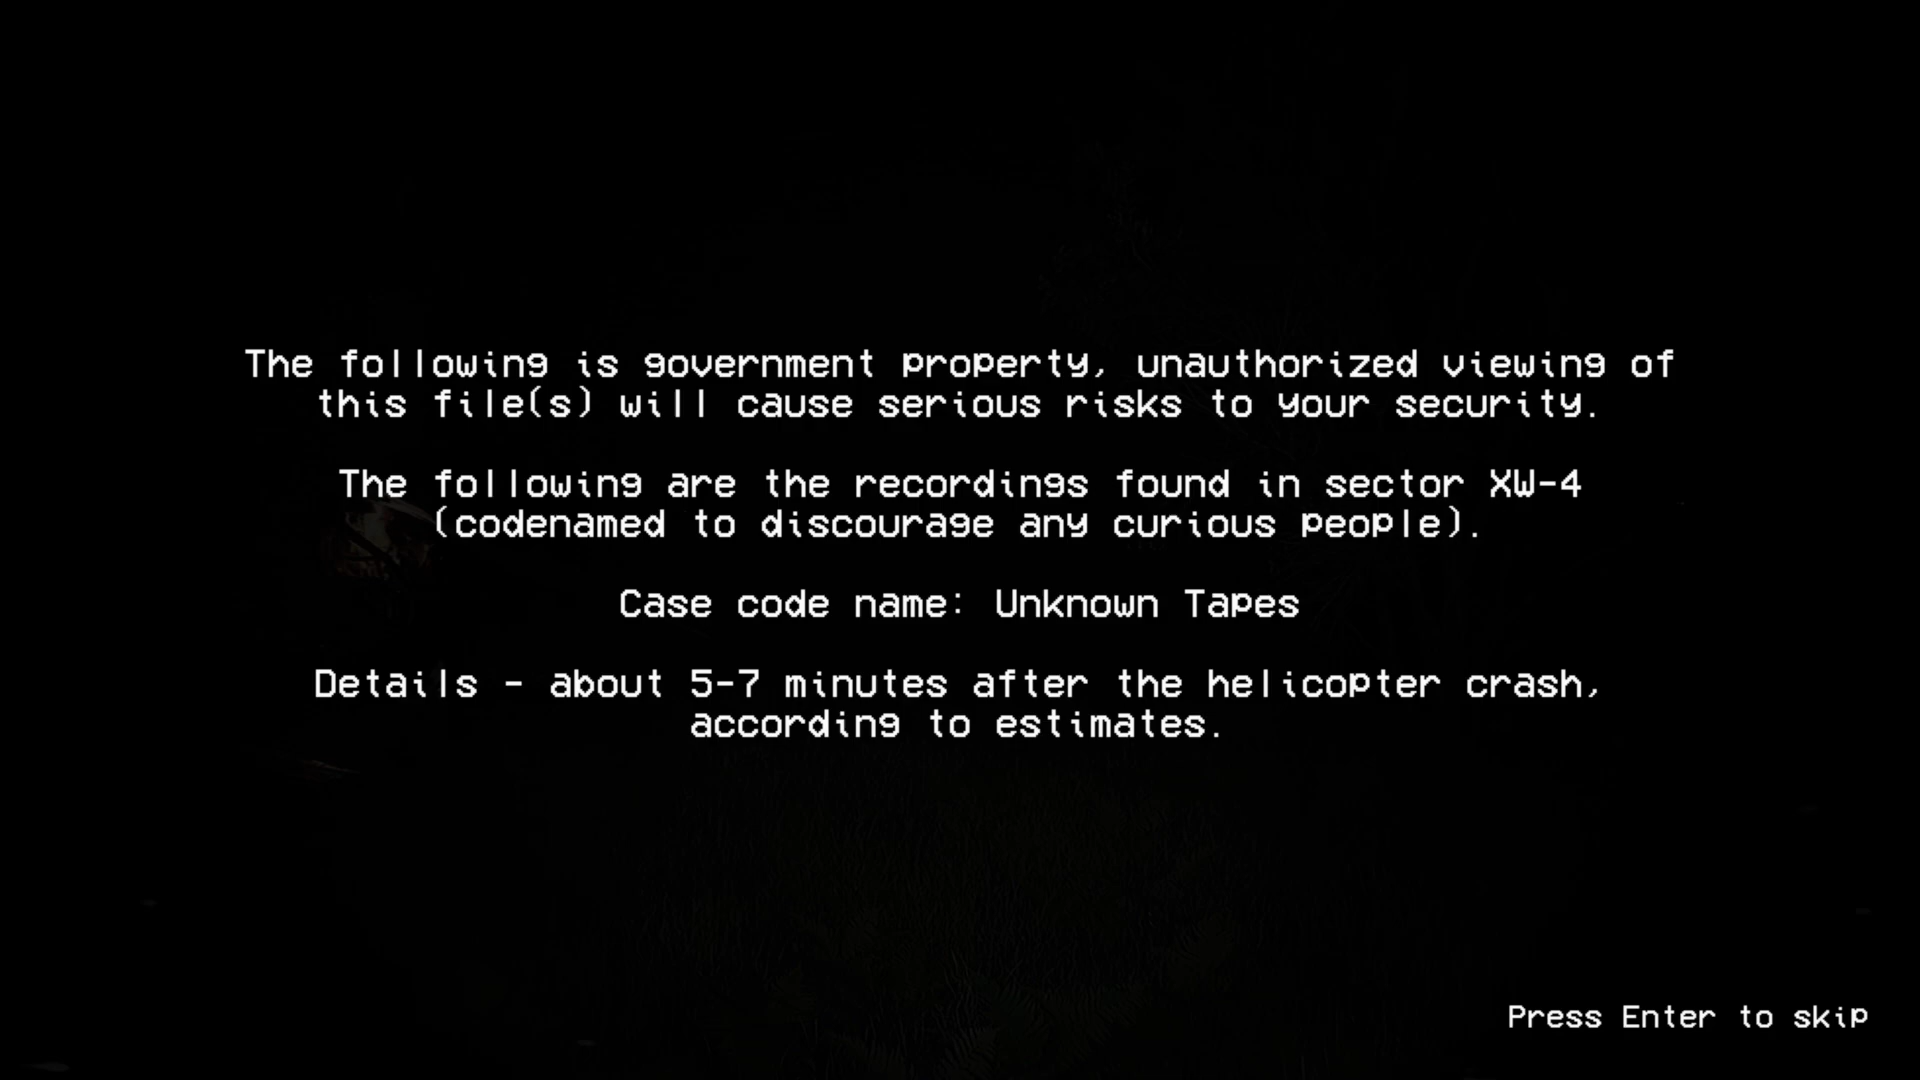 The following is government property, unauthorized viewing of
this file(s) will cause serious risks to your security.
The following are the recordings found in sector XW-4
(codenamed to discourage any curious people).
Case code name: Unknown Tapes
Details - about 5-7 minutes after the helicopter crash,
according to estimates.
Press Enter to skip